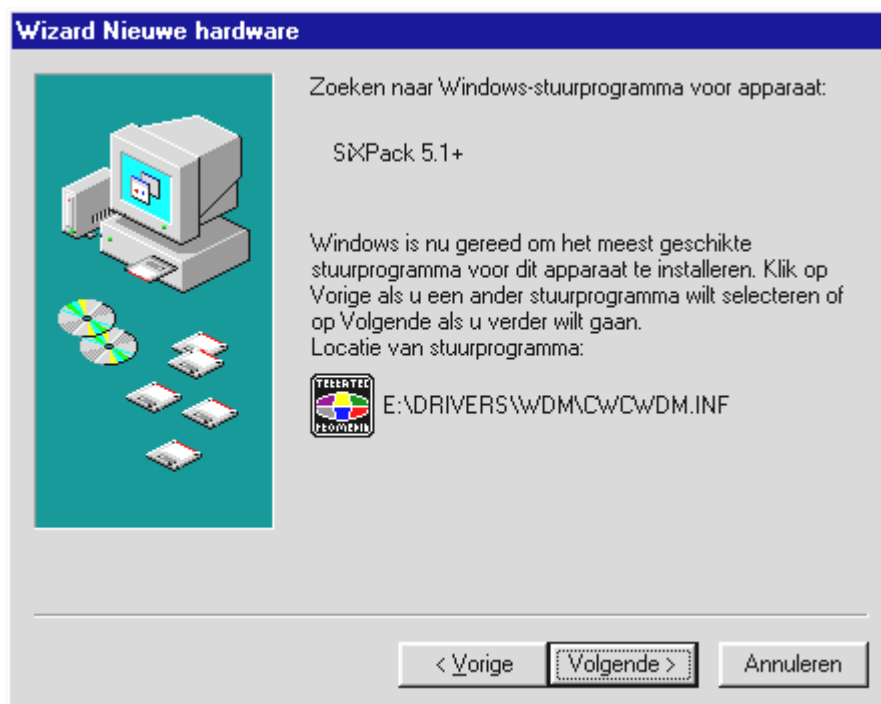 Wizard Nieuwe hardware
Zoeken naar Windows-stuurprogramma voor apparaat:
SiXPack 5.1+
Windows is nu gereed om het meest geschikte
stuurprogramma voor dit apparaat te installeren. Klik op
Vorige als u een ander stuurprogramma wilt selecteren of
op Volgende als u verder wilt gaan.
Locatie van stuurprogramma:
TERRATEC
PROMEDIA
E:\DRIVERS\WDM\CWCWDM.INF
< Vorige
Volgende >
Annuleren